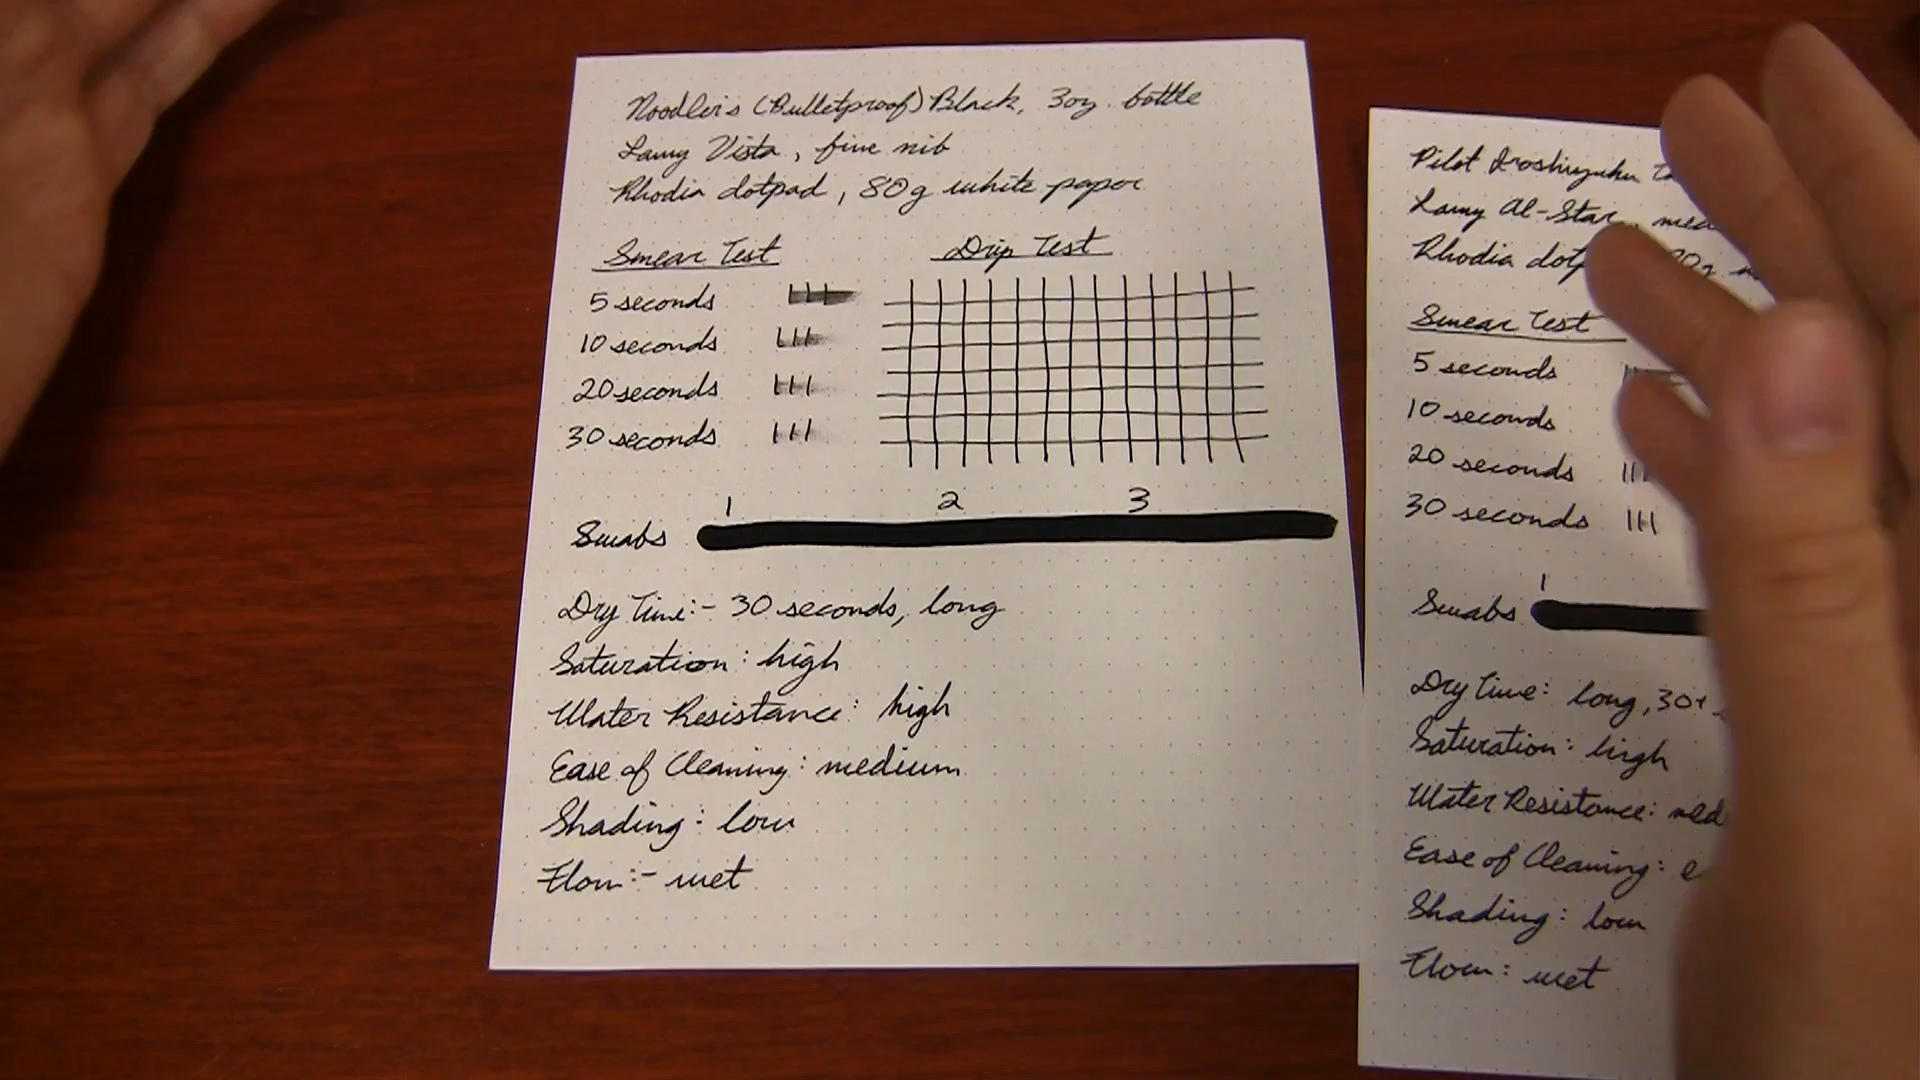 Noodler's (Bulletproof) Black, 3oz. bottle
Lamy Vista, fine nib
Rhodia dotpad, 80g white paper
Smear Test
Drip Test
5 seconds
10 seconds
20 seconds
30 seconds
1 2 3
Swabs
Dry Time:- 30 seconds, long
Saturation: high
Water Resistance: high
Ease of Cleaning: medium
Shading: low
Flow:- wet
Pilot Iroshizuku
Lamy Al-Star,
Rhodia
Smear Test
5 seconds
10 seconds
20 seconds
30 seconds
1
Swabs
Dry Time: long, 30+
Saturation: high
Water Resistance: med
Ease of Cleaning: e
Shading: low
Flow: wet